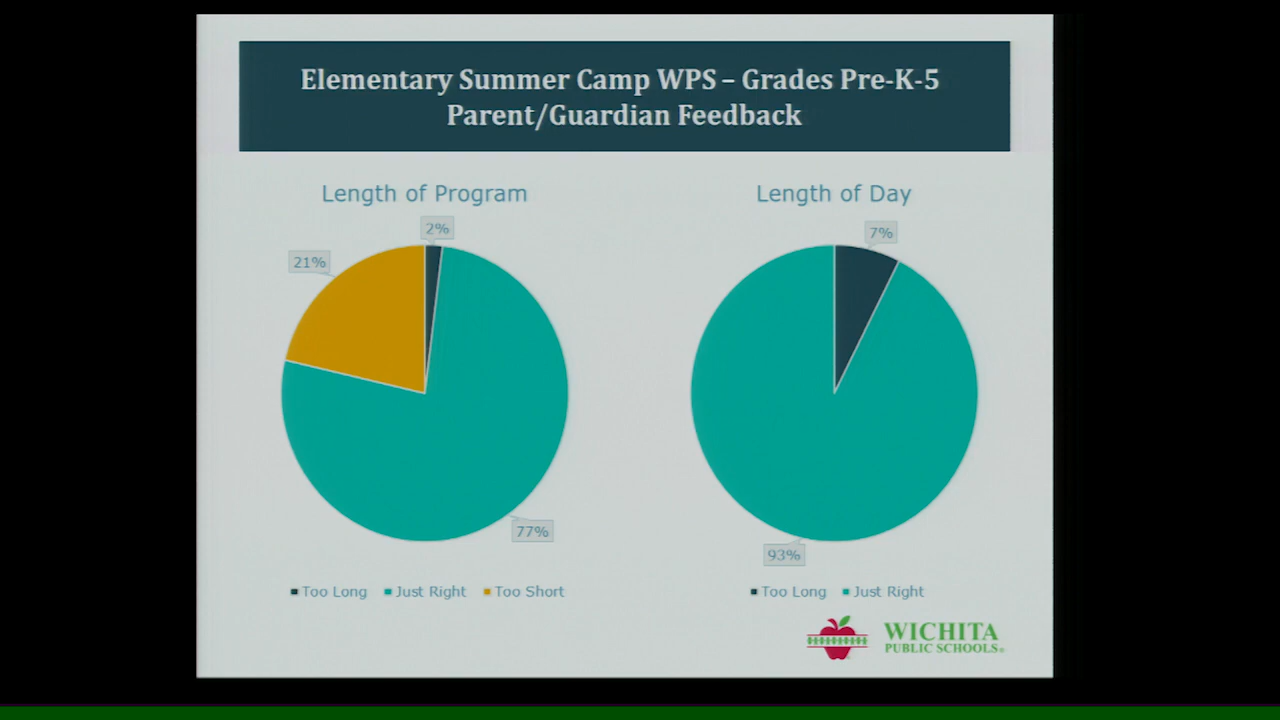 Elementary Summer Camp WPS – Grades Pre-K-5
Parent/Guardian Feedback
Length of Program
2%
21%
77%
Too Long Just Right Too Short
Length of Day
7%
93%
Too Long Just Right
WICHITA
PUBLIC SCHOOLS